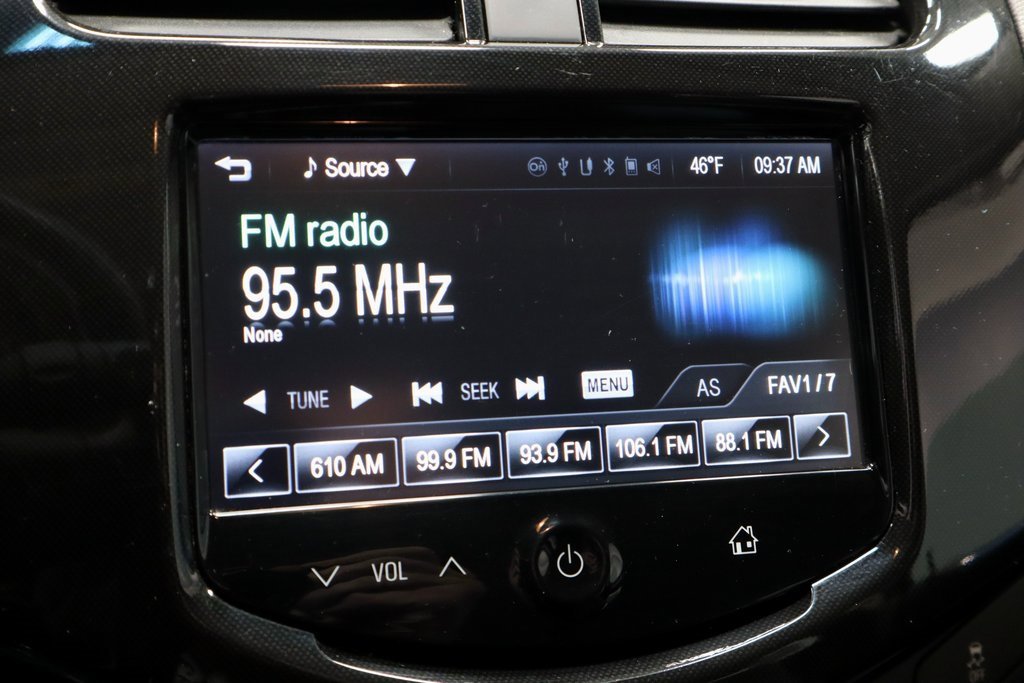 Source On 46°F 09:37 AM
FM radio
95.5 MHz
None
TUNE SEEK MENU AS FAV1 / 7
< 610 AM 99.9 FM 93.9 FM 106.1 FM 88.1 FM >
VOL